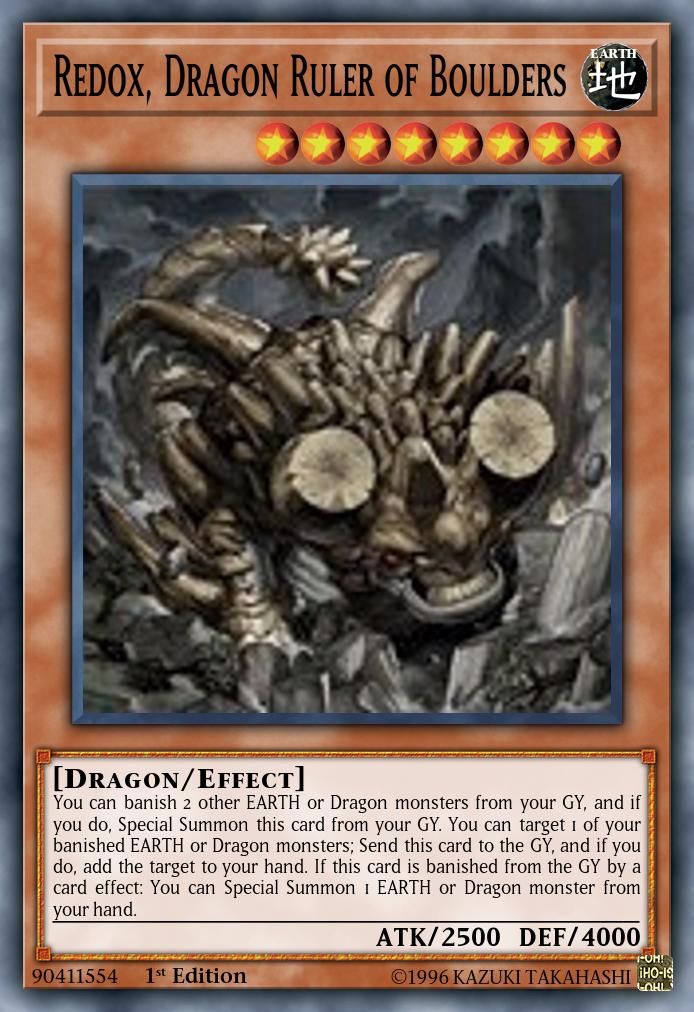 Redox, Dragon Ruler of Boulders
EARTH
地
[Dragon/Effect]
You can banish 2 other EARTH or Dragon monsters from your GY, and if
you do, Special Summon this card from your GY. You can target 1 of your
banished EARTH or Dragon monsters; Send this card to the GY, and if you
do, add the target to your hand. If this card is banished from the GY by a
card effect: You can Special Summon 1 EARTH or Dragon monster from
your hand.
ATK/2500 DEF/4000
90411554 1st Edition ©1996 KAZUKI TAKAHASHI